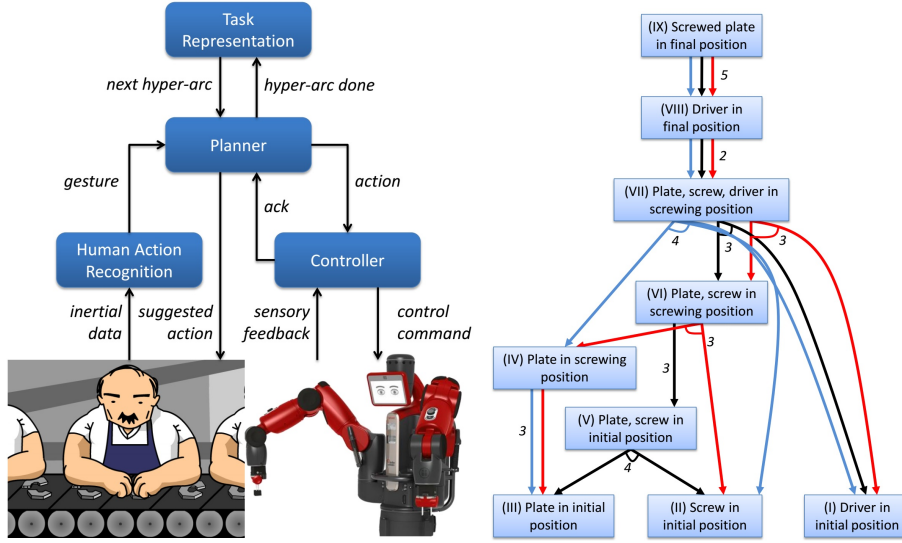 Task
Representation
next hyper-arc
hyper-arc done
Planner
gesture
action
ack
Human Action
Recognition
Controller
inertial
data
suggested
action
sensory
feedback
control
command
(IX) Screwed plate
in final position
5
(VIII) Driver in
final position
2
(VII) Plate, screw, driver in
screwing position
4
3
3
(VI) Plate, screw in
screwing position
3
(IV) Plate in screwing
position
3
3
(V) Plate, screw in
initial position
4
(III) Plate in initial
position
(II) Screw in
initial position
(I) Driver in
initial position